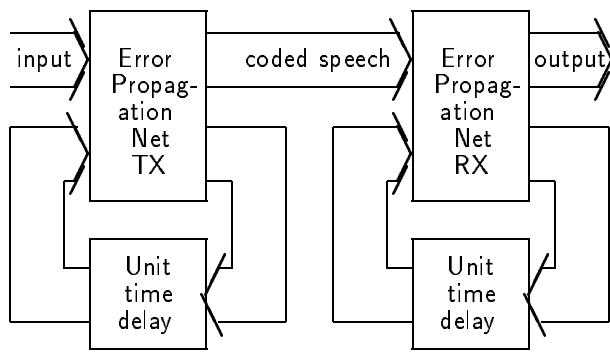 input
Error
Propag-
ation
Net
TX
coded speech
Error
Propag-
ation
Net
RX
output
Unit
time
delay
Unit
time
delay